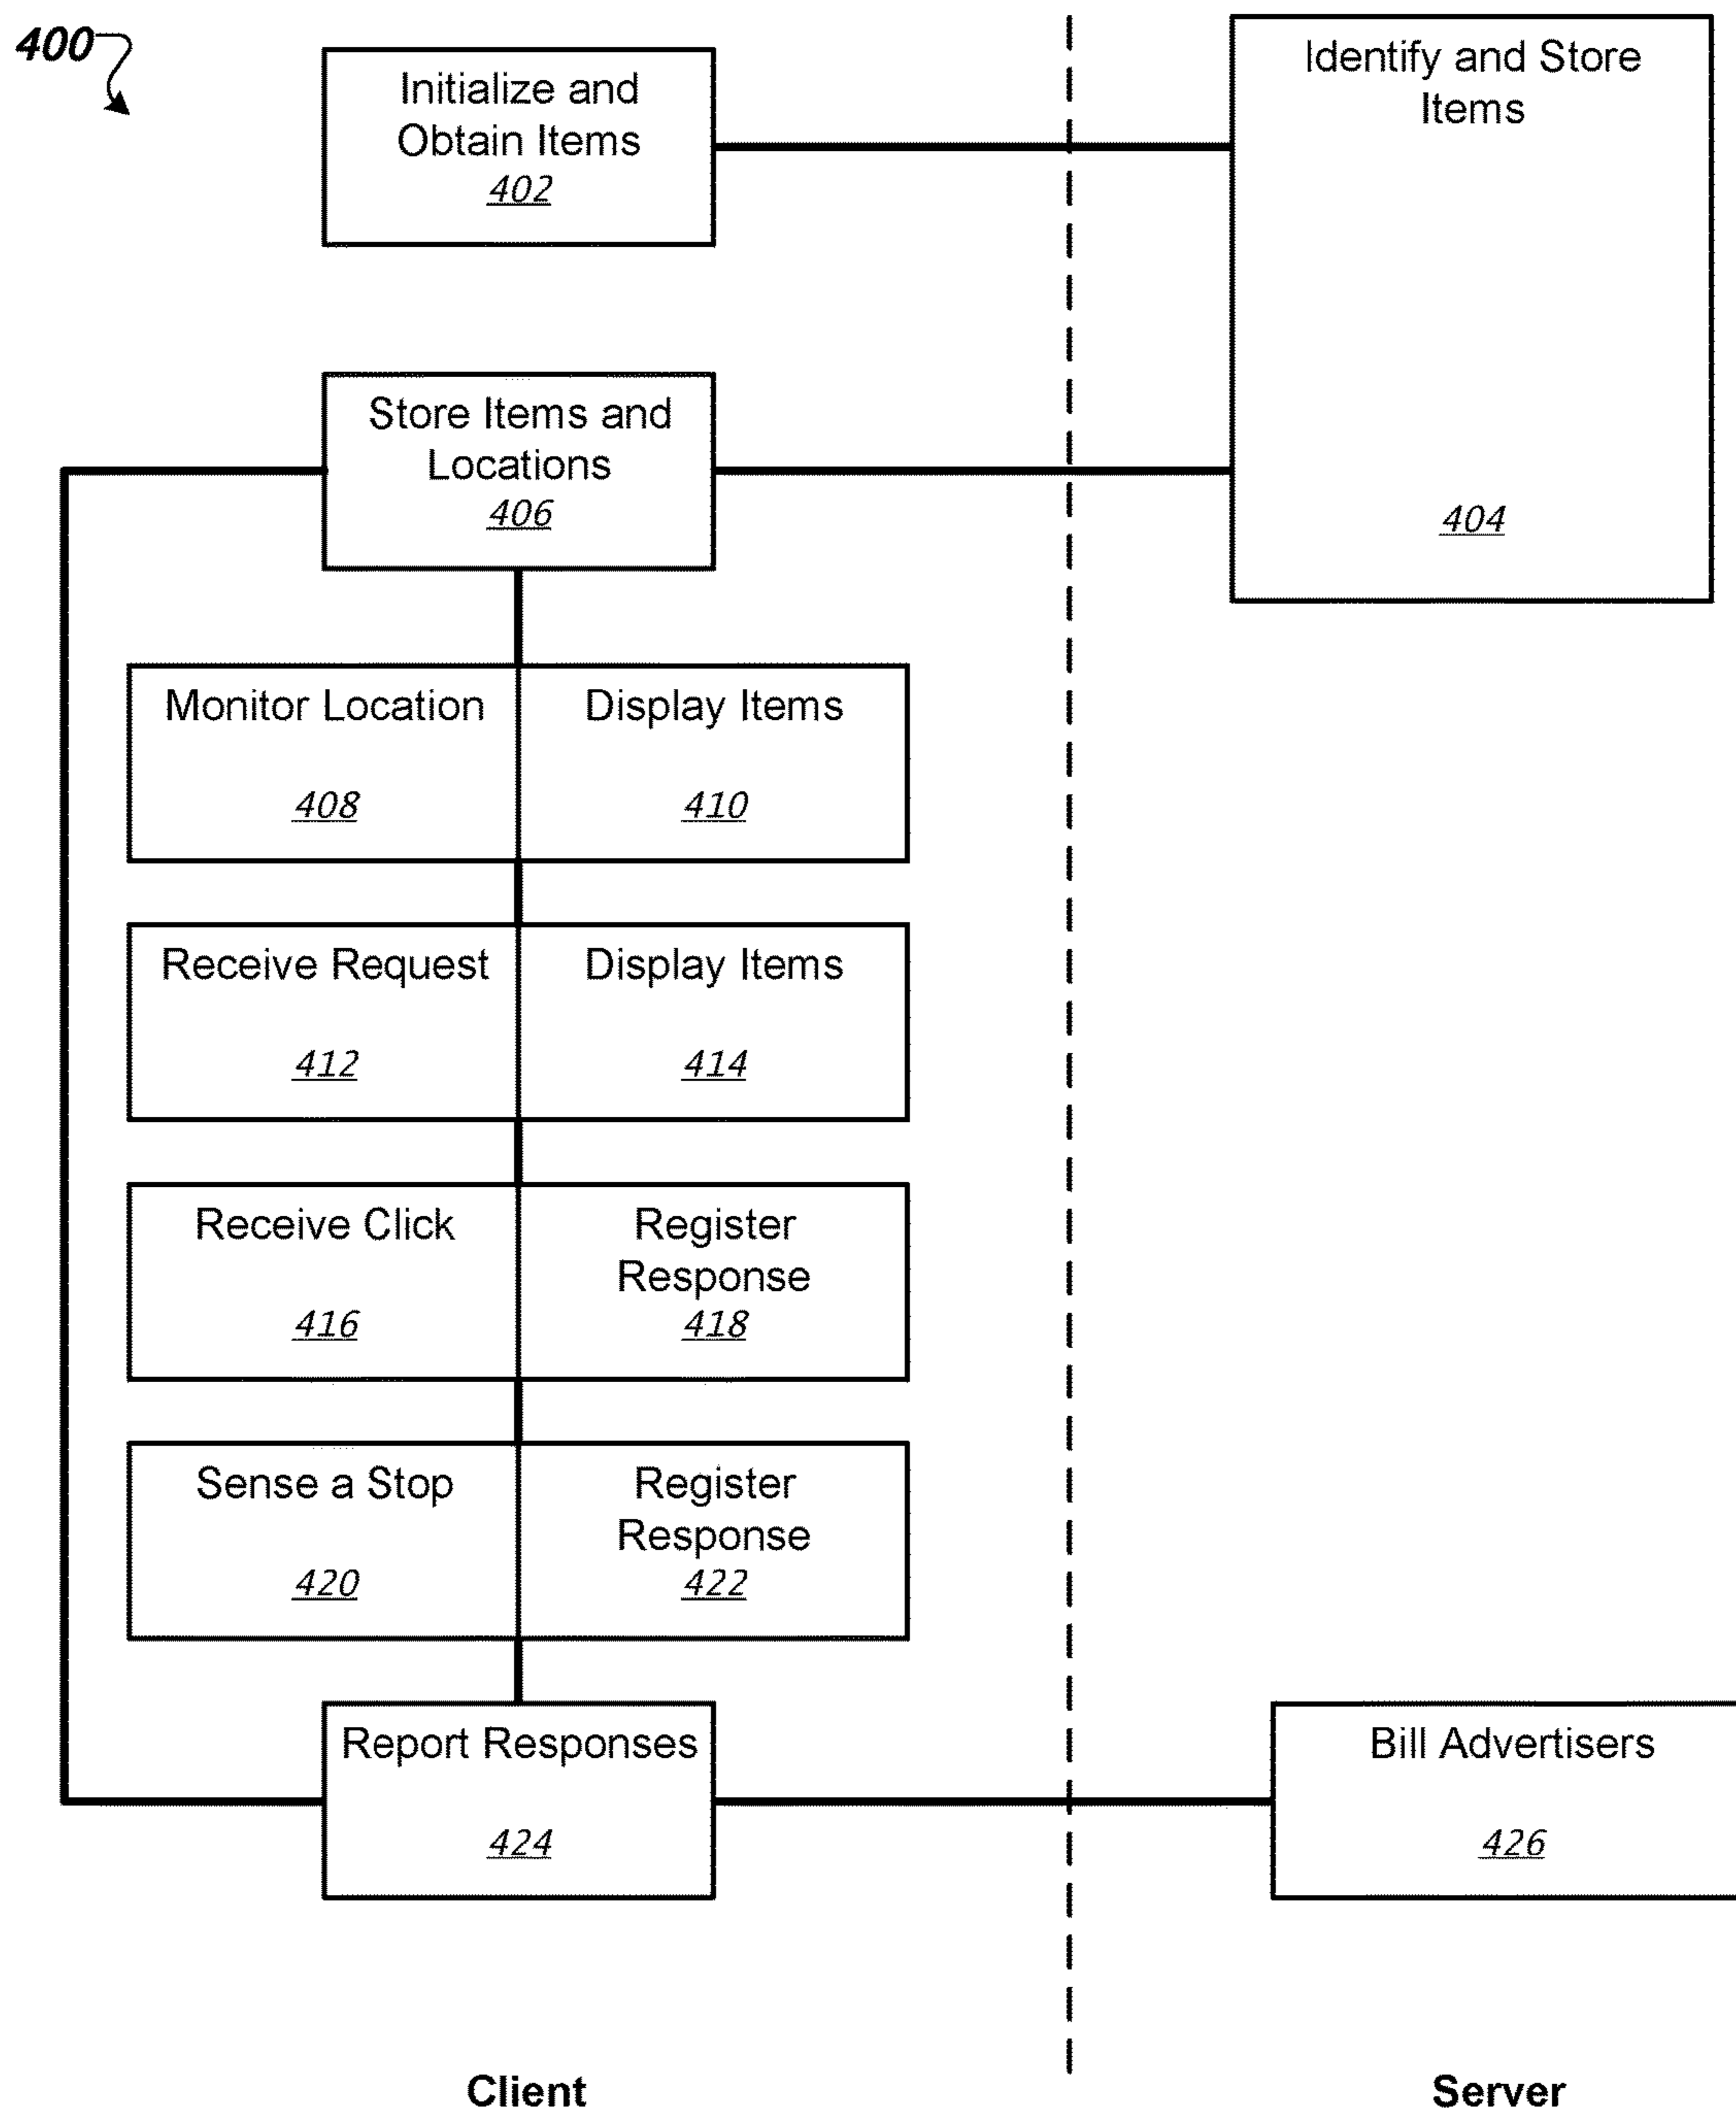 400
Initialize and
Obtain Items
402
Identify and Store
Items
404
Store Items and
Locations
406
Monitor Location
408
Display Items
410
Receive Request
412
Display Items
414
Receive Click
416
Register
Response
418
Sense a Stop
420
Register
Response
422
Report Responses
424
Bill Advertisers
426
Client
Server